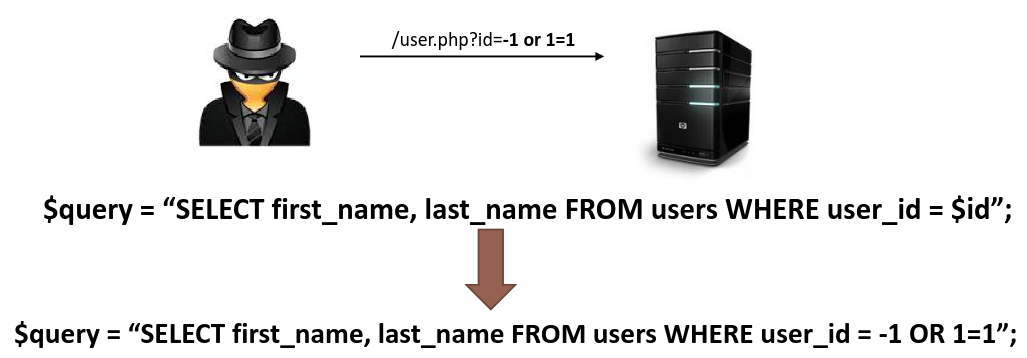 /user.php?id=-1 or 1=1
$query = “SELECT first_name, last_name FROM users WHERE user_id = $id”;
$query = “SELECT first_name, last_name FROM users WHERE user_id = -1 OR 1=1”;